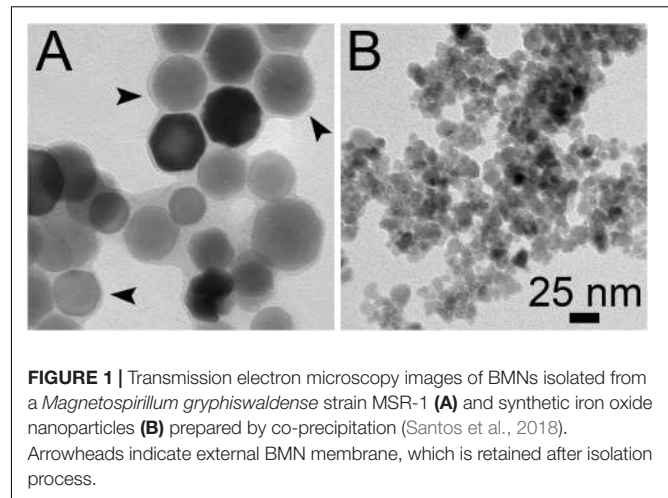 A
B
25 nm
FIGURE 1 | Transmission electron microscopy images of BMNs isolated from
a Magnetospirillum gryphiswaldense strain MSR-1 (A) and synthetic iron oxide
nanoparticles (B) prepared by co-precipitation (Santos et al., 2018).
Arrowheads indicate external BMN membrane, which is retained after isolation
process.